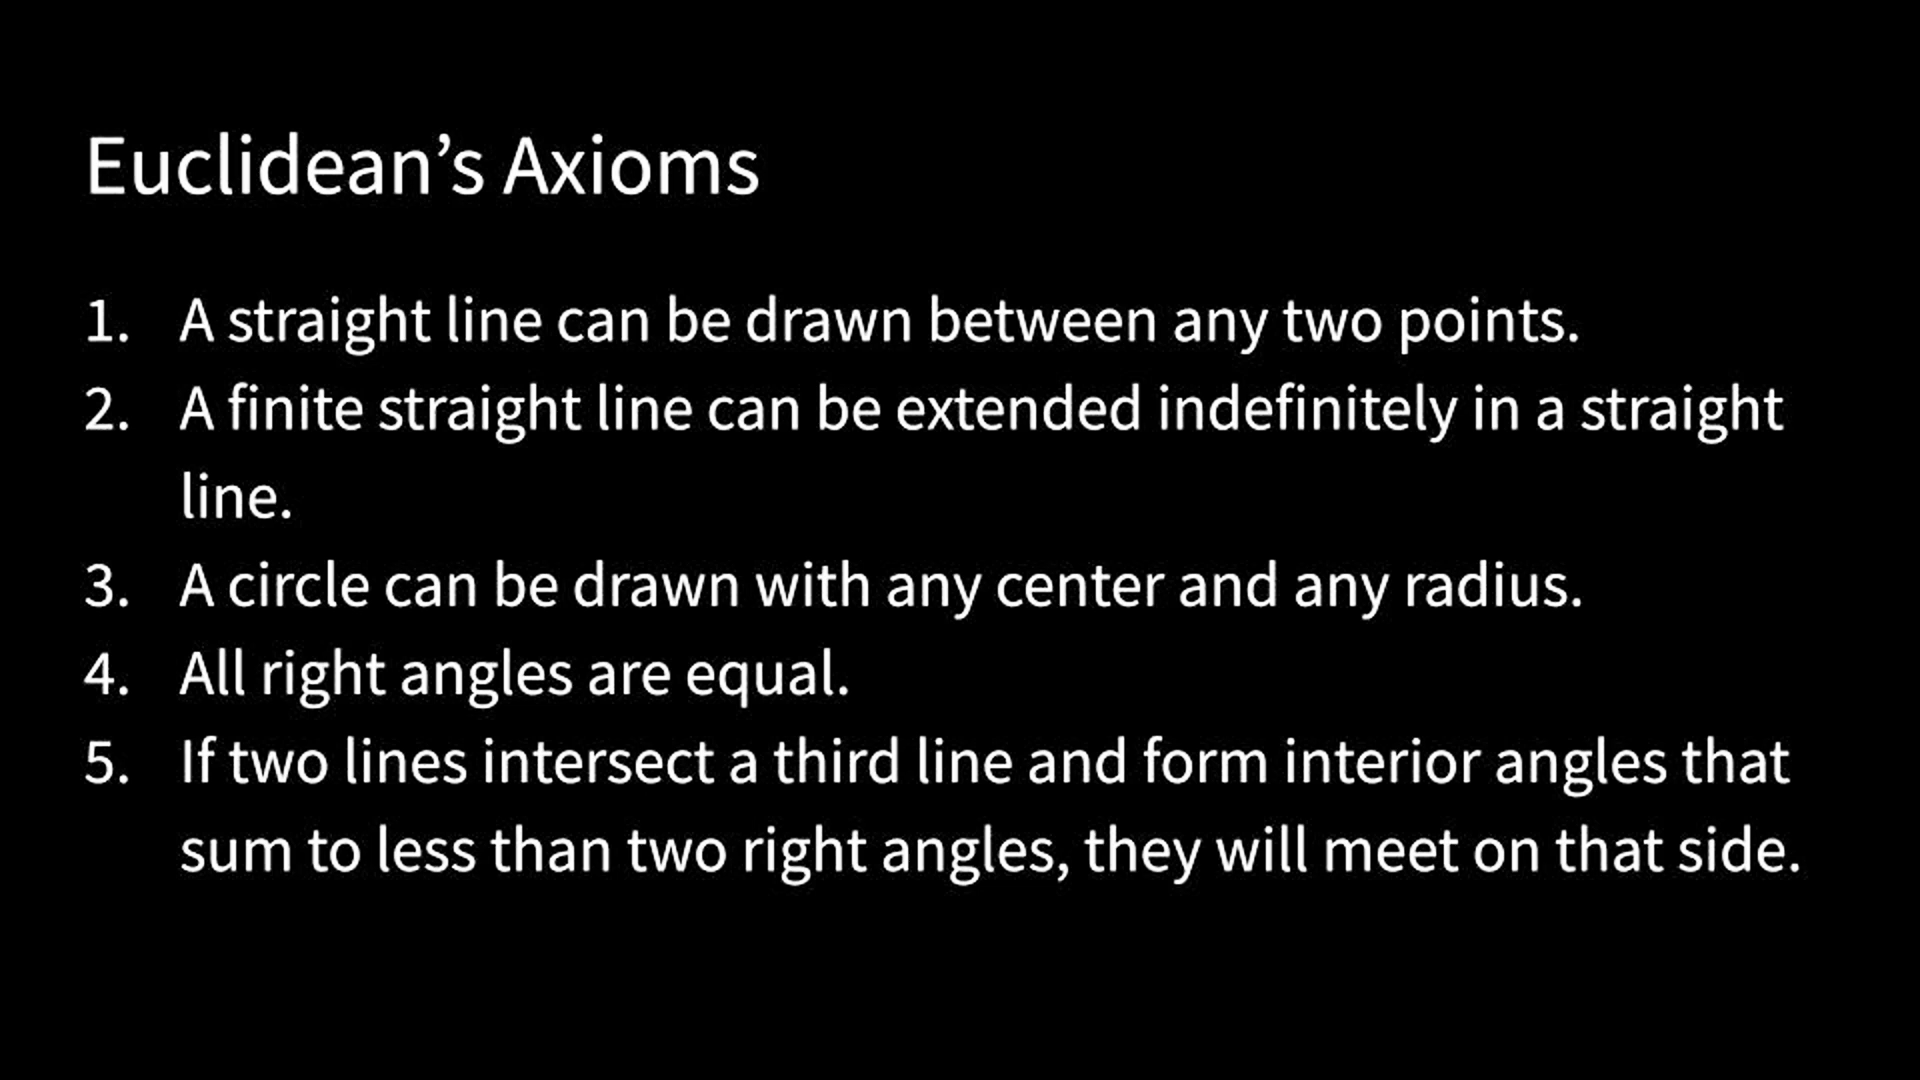 Euclidean’s Axioms
1. A straight line can be drawn between any two points.
2. A finite straight line can be extended indefinitely in a straight
line.
3. A circle can be drawn with any center and any radius.
4. All right angles are equal.
5. If two lines intersect a third line and form interior angles that
sum to less than two right angles, they will meet on that side.